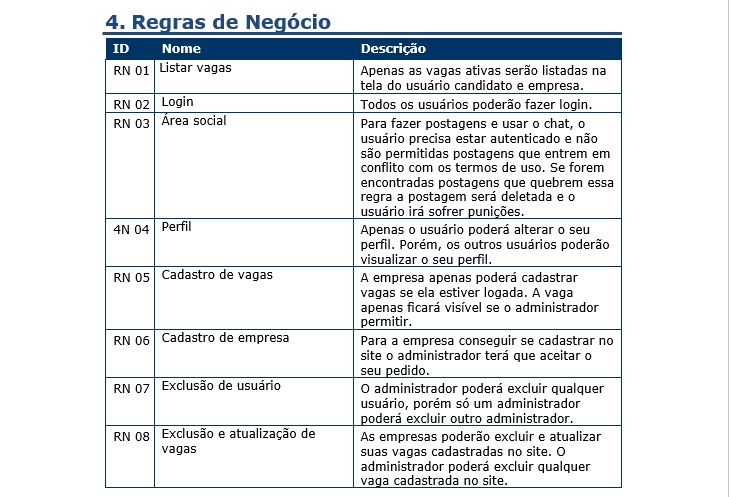 4. Regras de Negócio
ID Nome Descrição
RN 01 Listar vagas Apenas as vagas ativas serão listadas na
tela do usuário candidato e empresa.
RN 02 Login Todos os usuários poderão fazer login.
RN 03 Área social Para fazer postagens e usar o chat, o
usuário precisa estar autenticado e não
são permitidas postagens que entrem em
conflito com os termos de uso. Se forem
encontradas postagens que quebrem essa
regra a postagem será deletada e o
usuário irá sofrer punições.
4N 04 Perfil Apenas o usuário poderá alterar o seu
perfil. Porém, os outros usuários poderão
visualizar o seu perfil.
RN 05 Cadastro de vagas A empresa apenas poderá cadastrar
vagas se ela estiver logada. A vaga
apenas ficará visível se o administrador
permitir.
RN 06 Cadastro de empresa Para a empresa conseguir se cadastrar no
site o administrador terá que aceitar o
seu pedido.
RN 07 Exclusão de usuário O administrador poderá excluir qualquer
usuário, porém só um administrador
poderá excluir outro administrador.
RN 08 Exclusão e atualização de As empresas poderão excluir e atualizar
vagas suas vagas cadastradas no site. O
administrador poderá excluir qualquer
vaga cadastrada no site.